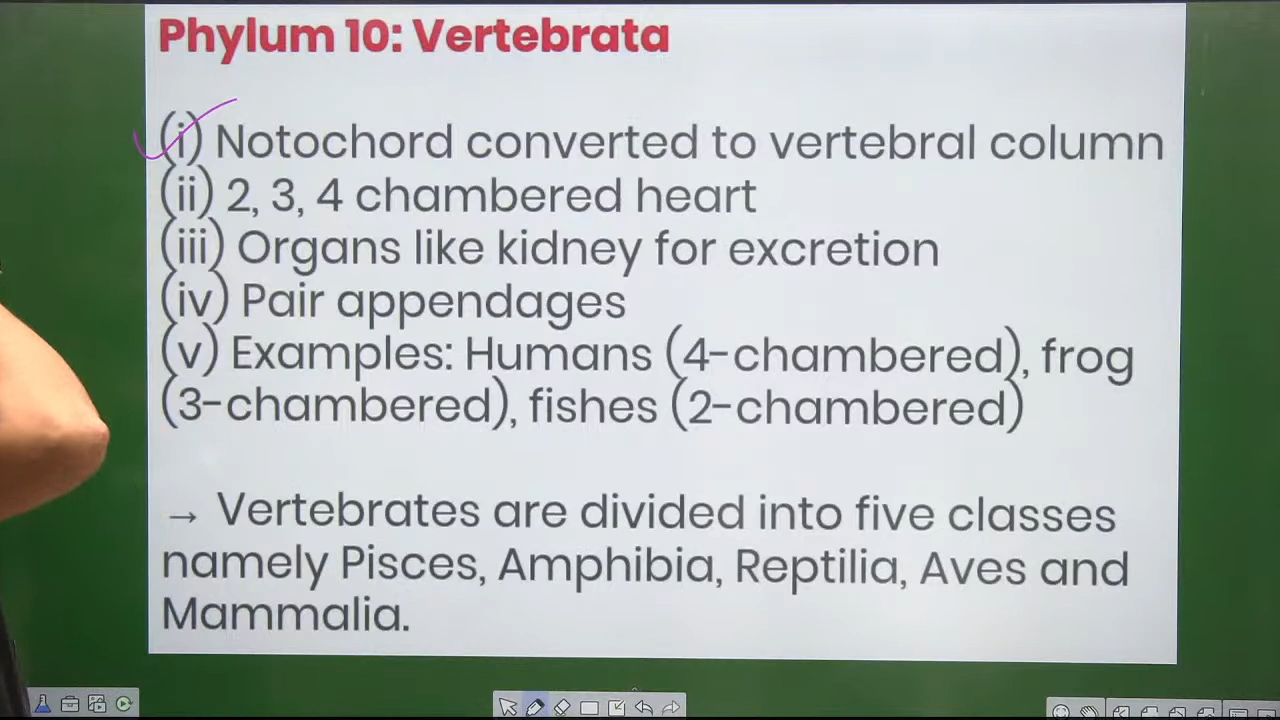 Phylum 10: Vertebrata
(i) Notochord converted to vertebral column
(ii) 2, 3, 4 chambered heart
(iii) Organs like kidney for excretion
(iv) Pair appendages
(v) Examples: Humans (4-chambered), frog
(3-chambered), fishes (2-chambered)
→ Vertebrates are divided into five classes
namely Pisces, Amphibia, Reptilia, Aves and
Mammalia.